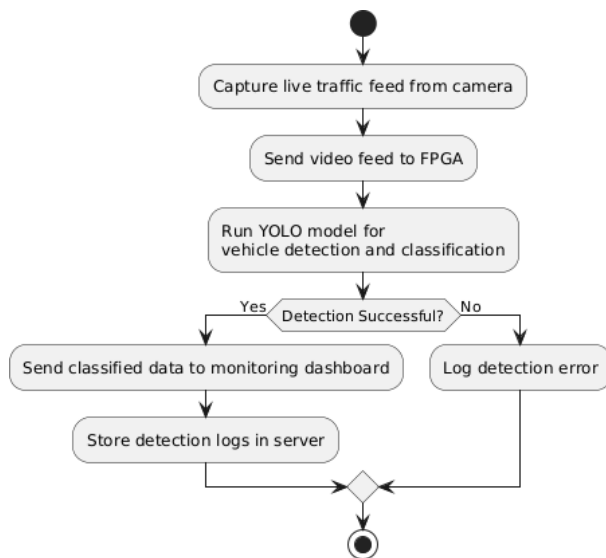 Capture live traffic feed from camera
Send video feed to FPGA
Run YOLO model for
vehicle detection and classification
Yes
Detection Successful?
No
Send classified data to monitoring dashboard
Log detection error
Store detection logs in server